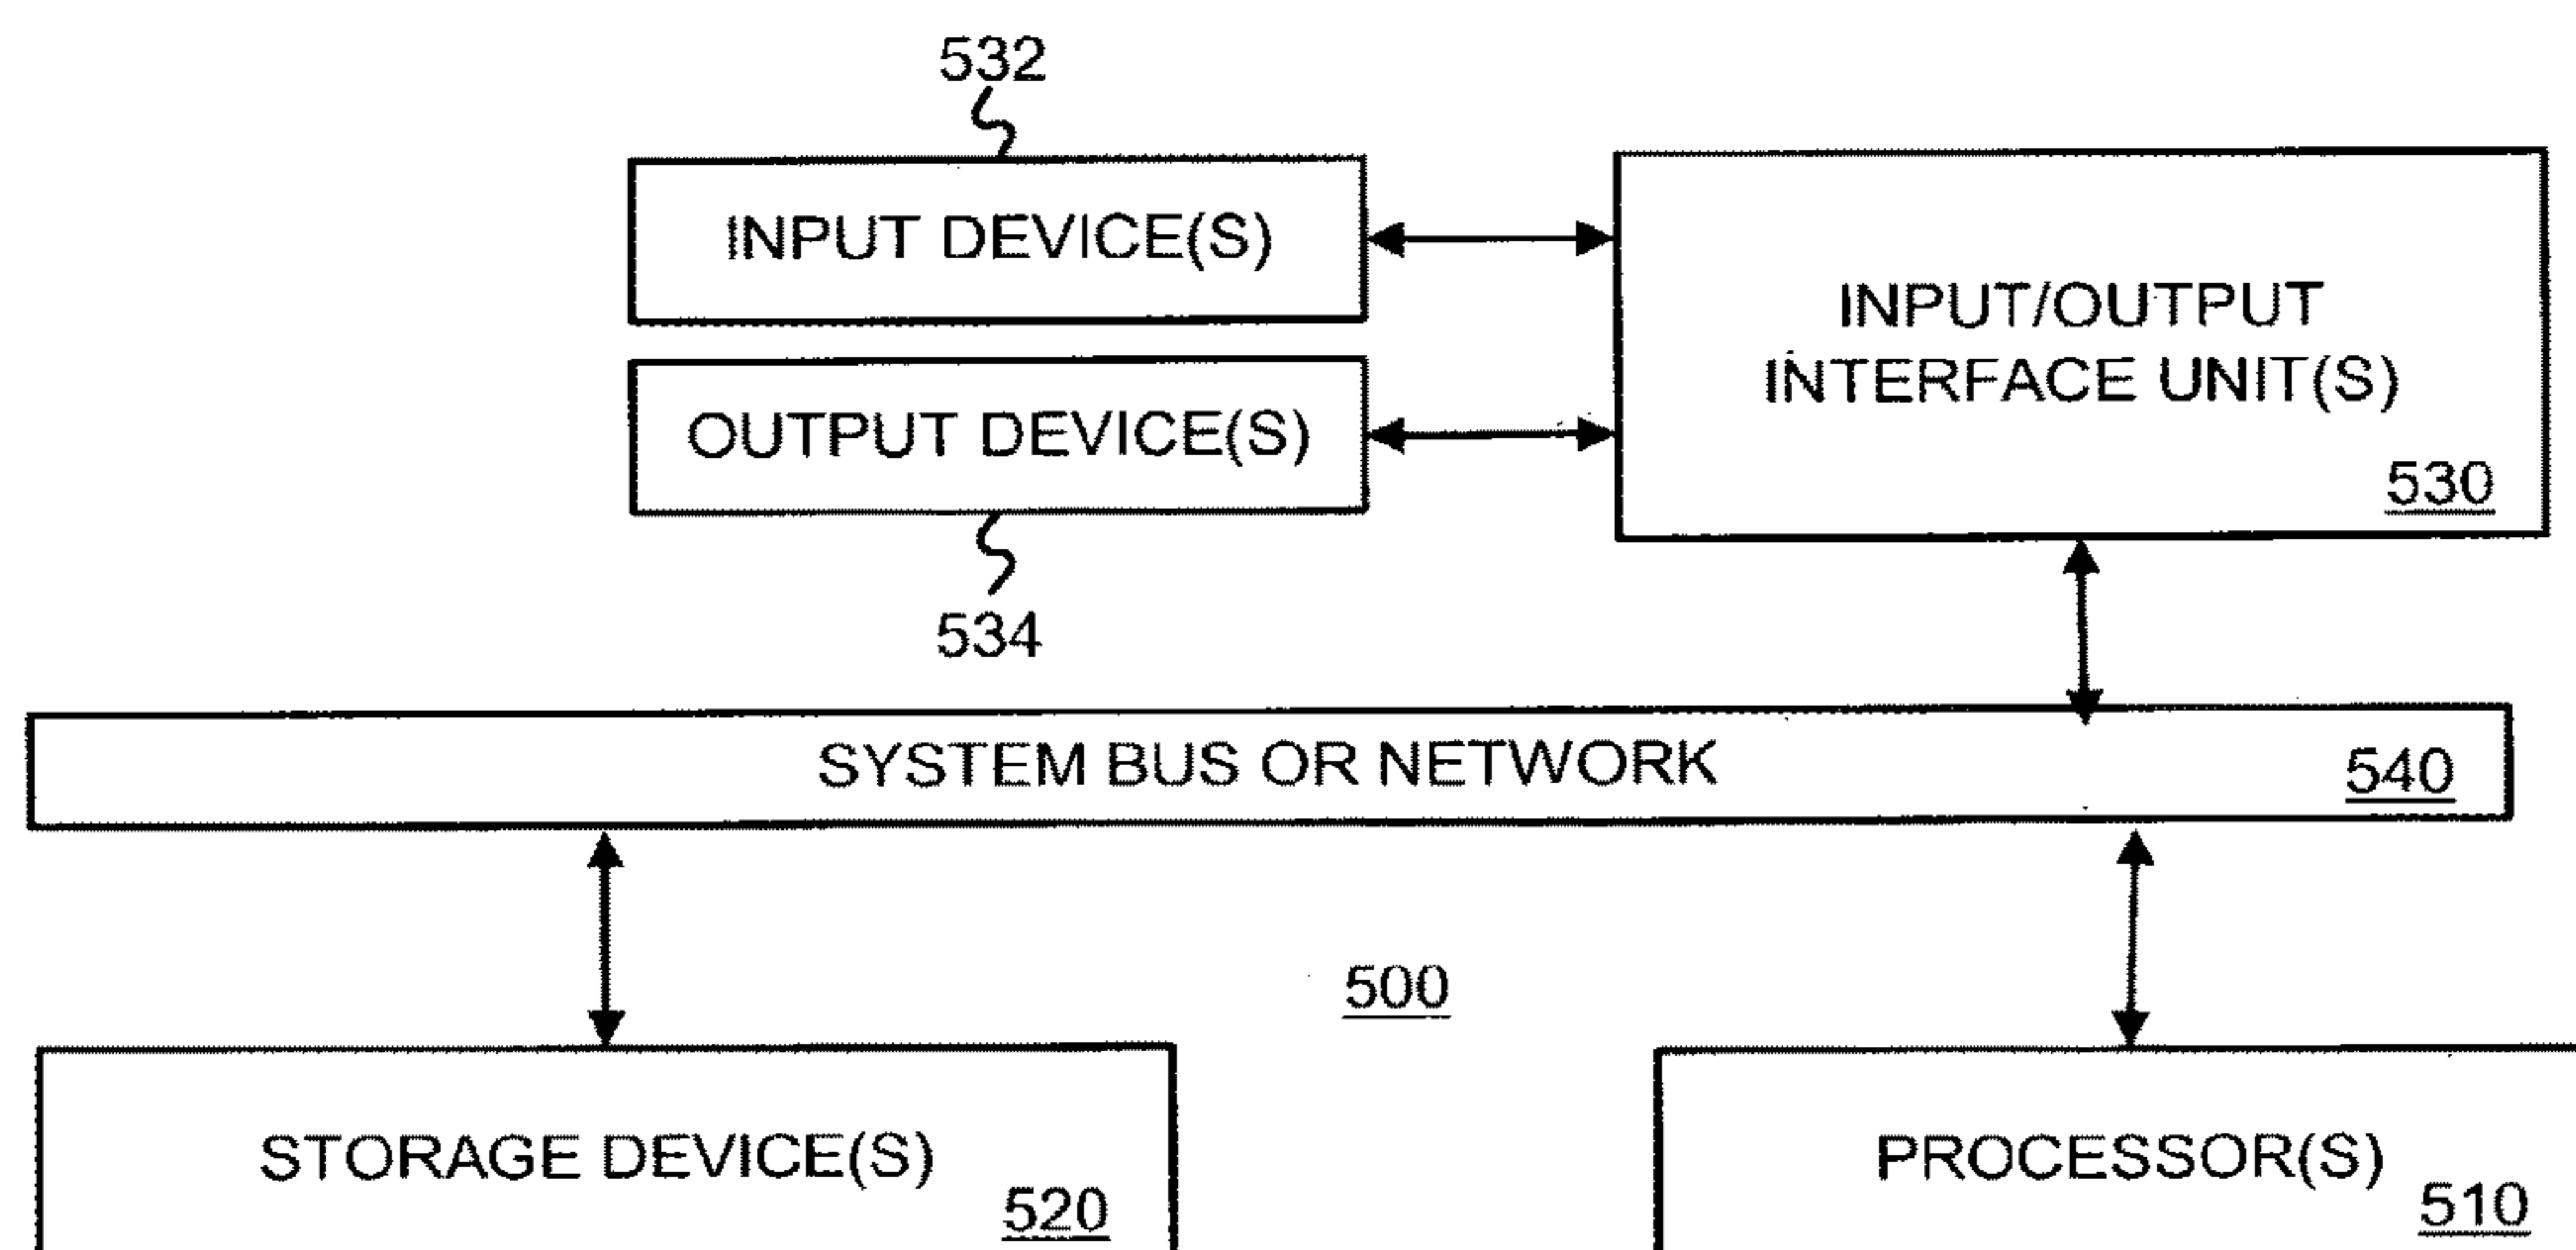 532
INPUT DEVICE(S)
INPUT/OUTPUT
INTERFACE UNIT(S)
530
OUTPUT DEVICE(S)
534
SYSTEM BUS OR NETWORK
540
500
STORAGE DEVICE(S)
520
PROCESSOR(S)
510